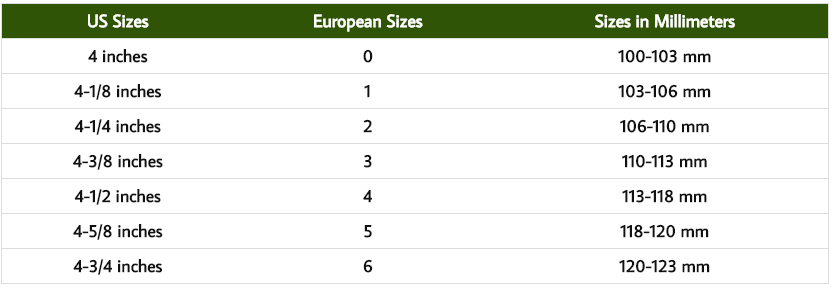 US Sizes European Sizes Sizes in Millimeters
4 inches 0 100-103 mm
4-1/8 inches 1 103-106 mm
4-1/4 inches 2 106-110 mm
4-3/8 inches 3 110-113 mm
4-1/2 inches 4 113-118 mm
4-5/8 inches 5 118-120 mm
4-3/4 inches 6 120-123 mm